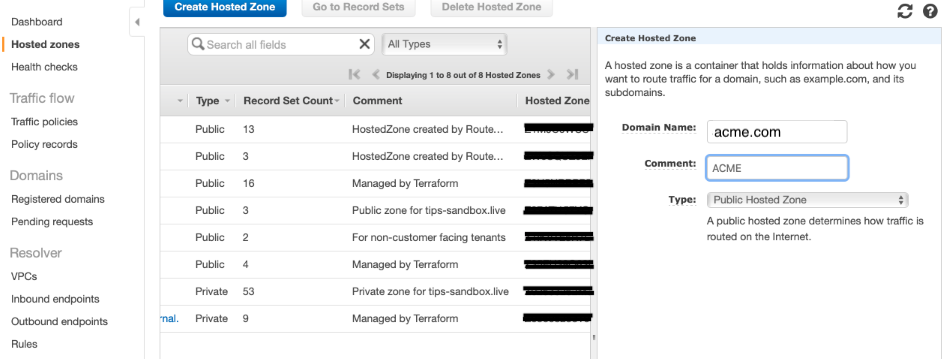 Dashboard
Hosted zones
Health checks
Traffic flow
Traffic policies
Policy records
Domains
Registered domains
Pending requests
Resolver
VPCs
Inbound endpoints
Outbound endpoints
Rules
Create Hosted Zone
Go to Record Sets
Delete Hosted Zone
Search all fields
All Types
Displaying 1 to 8 out of 8 Hosted Zones
Type Record Set Count Comment Hosted Zone
Public 13 HostedZone created by Route...
Public 3 HostedZone created by Route...
Public 16 Managed by Terraform
Public 3 Public zone for tips-sandbox.live
Public 2 For non-customer facing tenants
Public 4 Managed by Terraform
Private 53 Private zone for tips-sandbox.live
rnal. Private 9 Managed by Terraform
Create Hosted Zone
A hosted zone is a container that holds information about how you
want to route traffic for a domain, such as example.com, and its
subdomains.
Domain Name: acme.com
Comment: ACME
Type: Public Hosted Zone
A public hosted zone determines how traffic is
routed on the Internet.